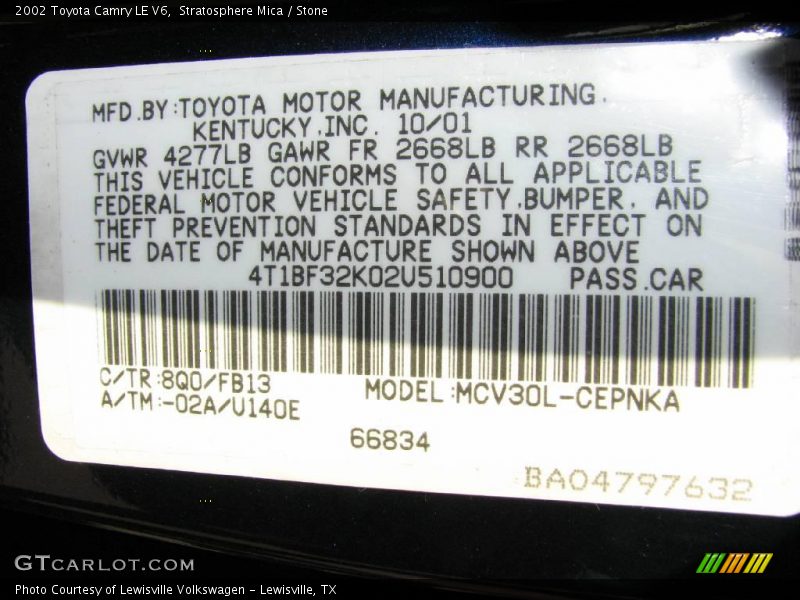 2002 Toyota Camry LE V6,  Stratosphere Mica / Stone
MFD.BY:TOYOTA MOTOR MANUFACTURING,
KENTUCKY,INC. 10/01
GVWR 4277LB GAWR FR 2668LB RR 2668LB
THIS VEHICLE CONFORMS TO ALL APPLICABLE
FEDERAL MOTOR VEHICLE SAFETY,BUMPER, AND
THEFT PREVENTION STANDARDS IN EFFECT ON
THE DATE OF MANUFACTURE SHOWN ABOVE
4T1BF32K02U510900 PASS.CAR
C/TR:8Q0/FB13 MODEL:MCV30L-CEPNKA
A/TM:-02A/U140E
66834
BA04797632
GTCARLOT.COM
Photo Courtesy of Lewisville Volkswagen - Lewisville, TX